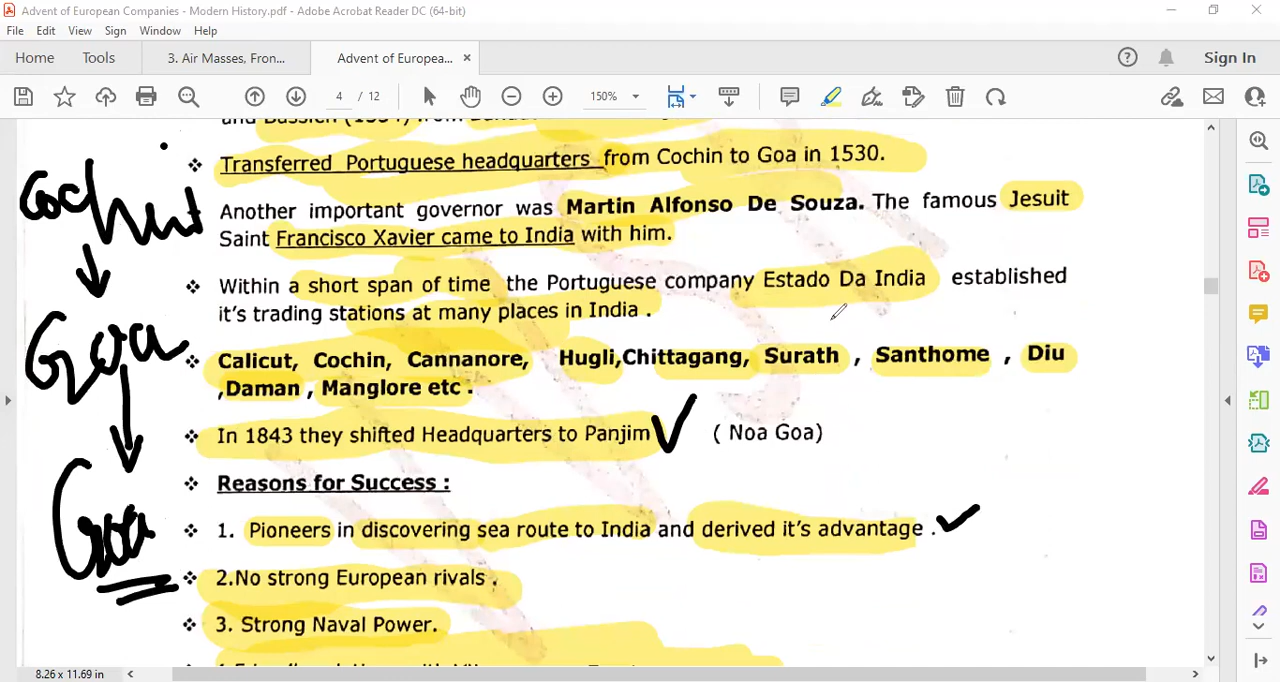 Advent of European Companies - Modern History.pdf - Adobe Acrobat Reader DC (64-bit)
File Edit View Sign Window Help
Home Tools 3. Air Masses, Fron... Advent of Europea... × Sign In
4 / 12 150%
Transferred Portuguese headquarters from Cochin to Goa in 1530.
Another important governor was Martin Alfonso De Souza. The famous Jesuit
Saint Francisco Xavier came to India with him.
Within a short span of time the Portuguese company Estado Da India established
it's trading stations at many places in India .
Calicut, Cochin, Cannanore, Hugli,Chittagang, Surath , Santhome , Diu
,Daman , Manglore etc .
In 1843 they shifted Headquarters to Panjim ( Noa Goa)
Reasons for Success :
1. Pioneers in discovering sea route to India and derived it's advantage .
2.No strong European rivals .
3. Strong Naval Power.
Goa
Goa
8.26 x 11.69 in